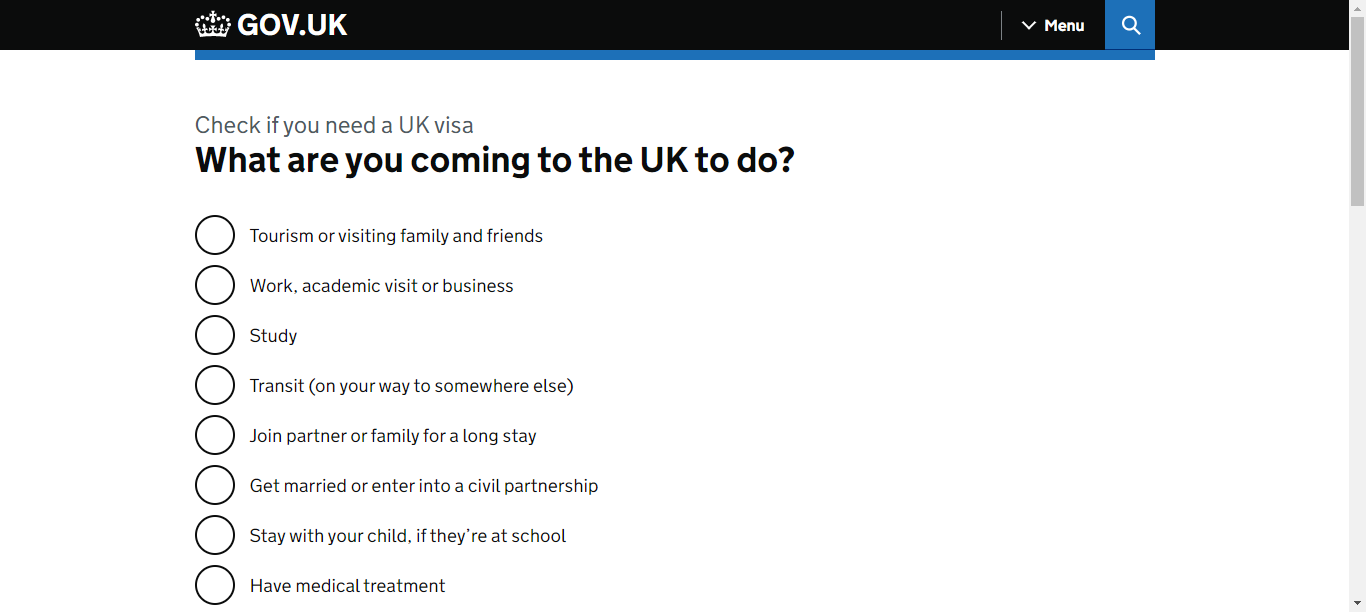 GOV.UK
Menu
Check if you need a UK visa
What are you coming to the UK to do?
Tourism or visiting family and friends
Work, academic visit or business
Study
Transit (on your way to somewhere else)
Join partner or family for a long stay
Get married or enter into a civil partnership
Stay with your child, if they’re at school
Have medical treatment